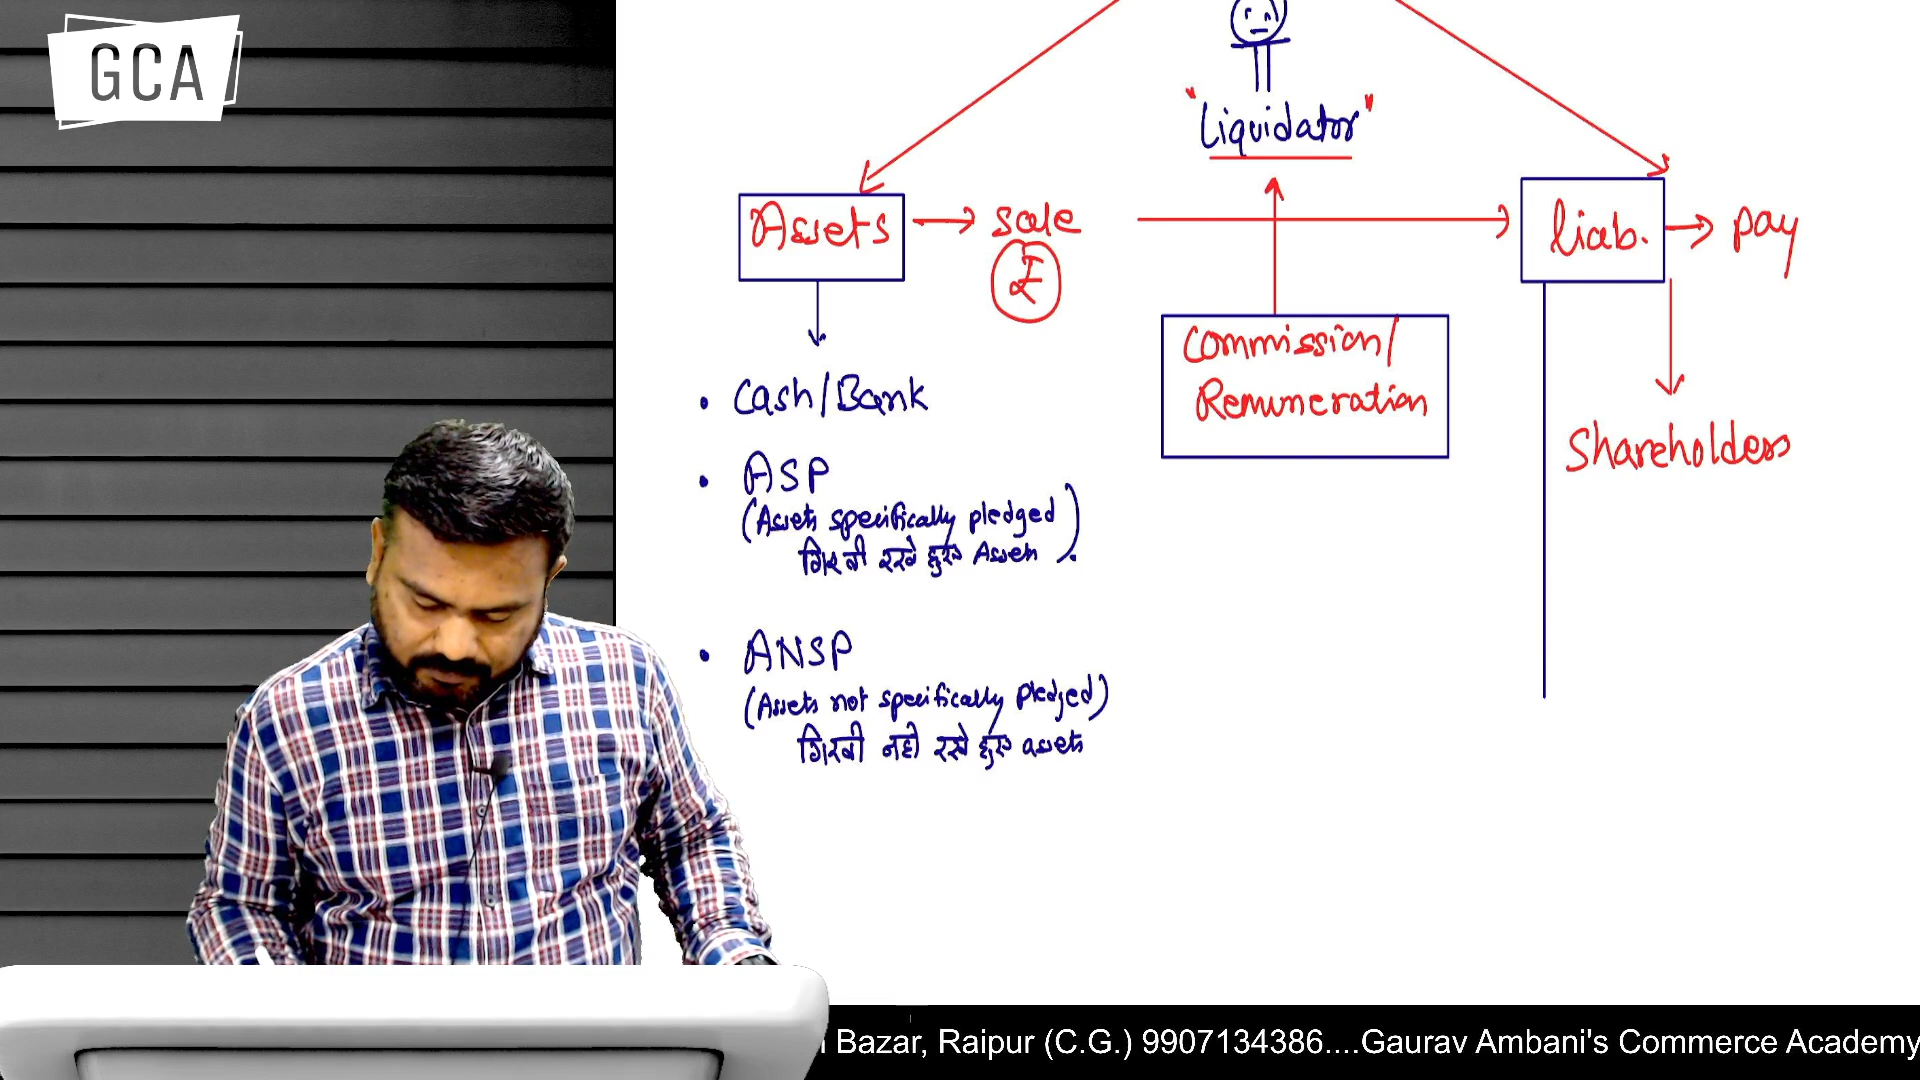 GCA
"Liquidator"
Assets → sale
₹
liab. → pay
Commission/
Remuneration
Shareholders
• Cash/Bank
• ASP
(Assets specifically pledged
गिरवी रखे हुए Assets)
• ANSP
(Assets not specifically pledged)
गिरवी नही रखे हुए assets
Bazar, Raipur (C.G.) 9907134386....Gaurav Ambani's Commerce Academy